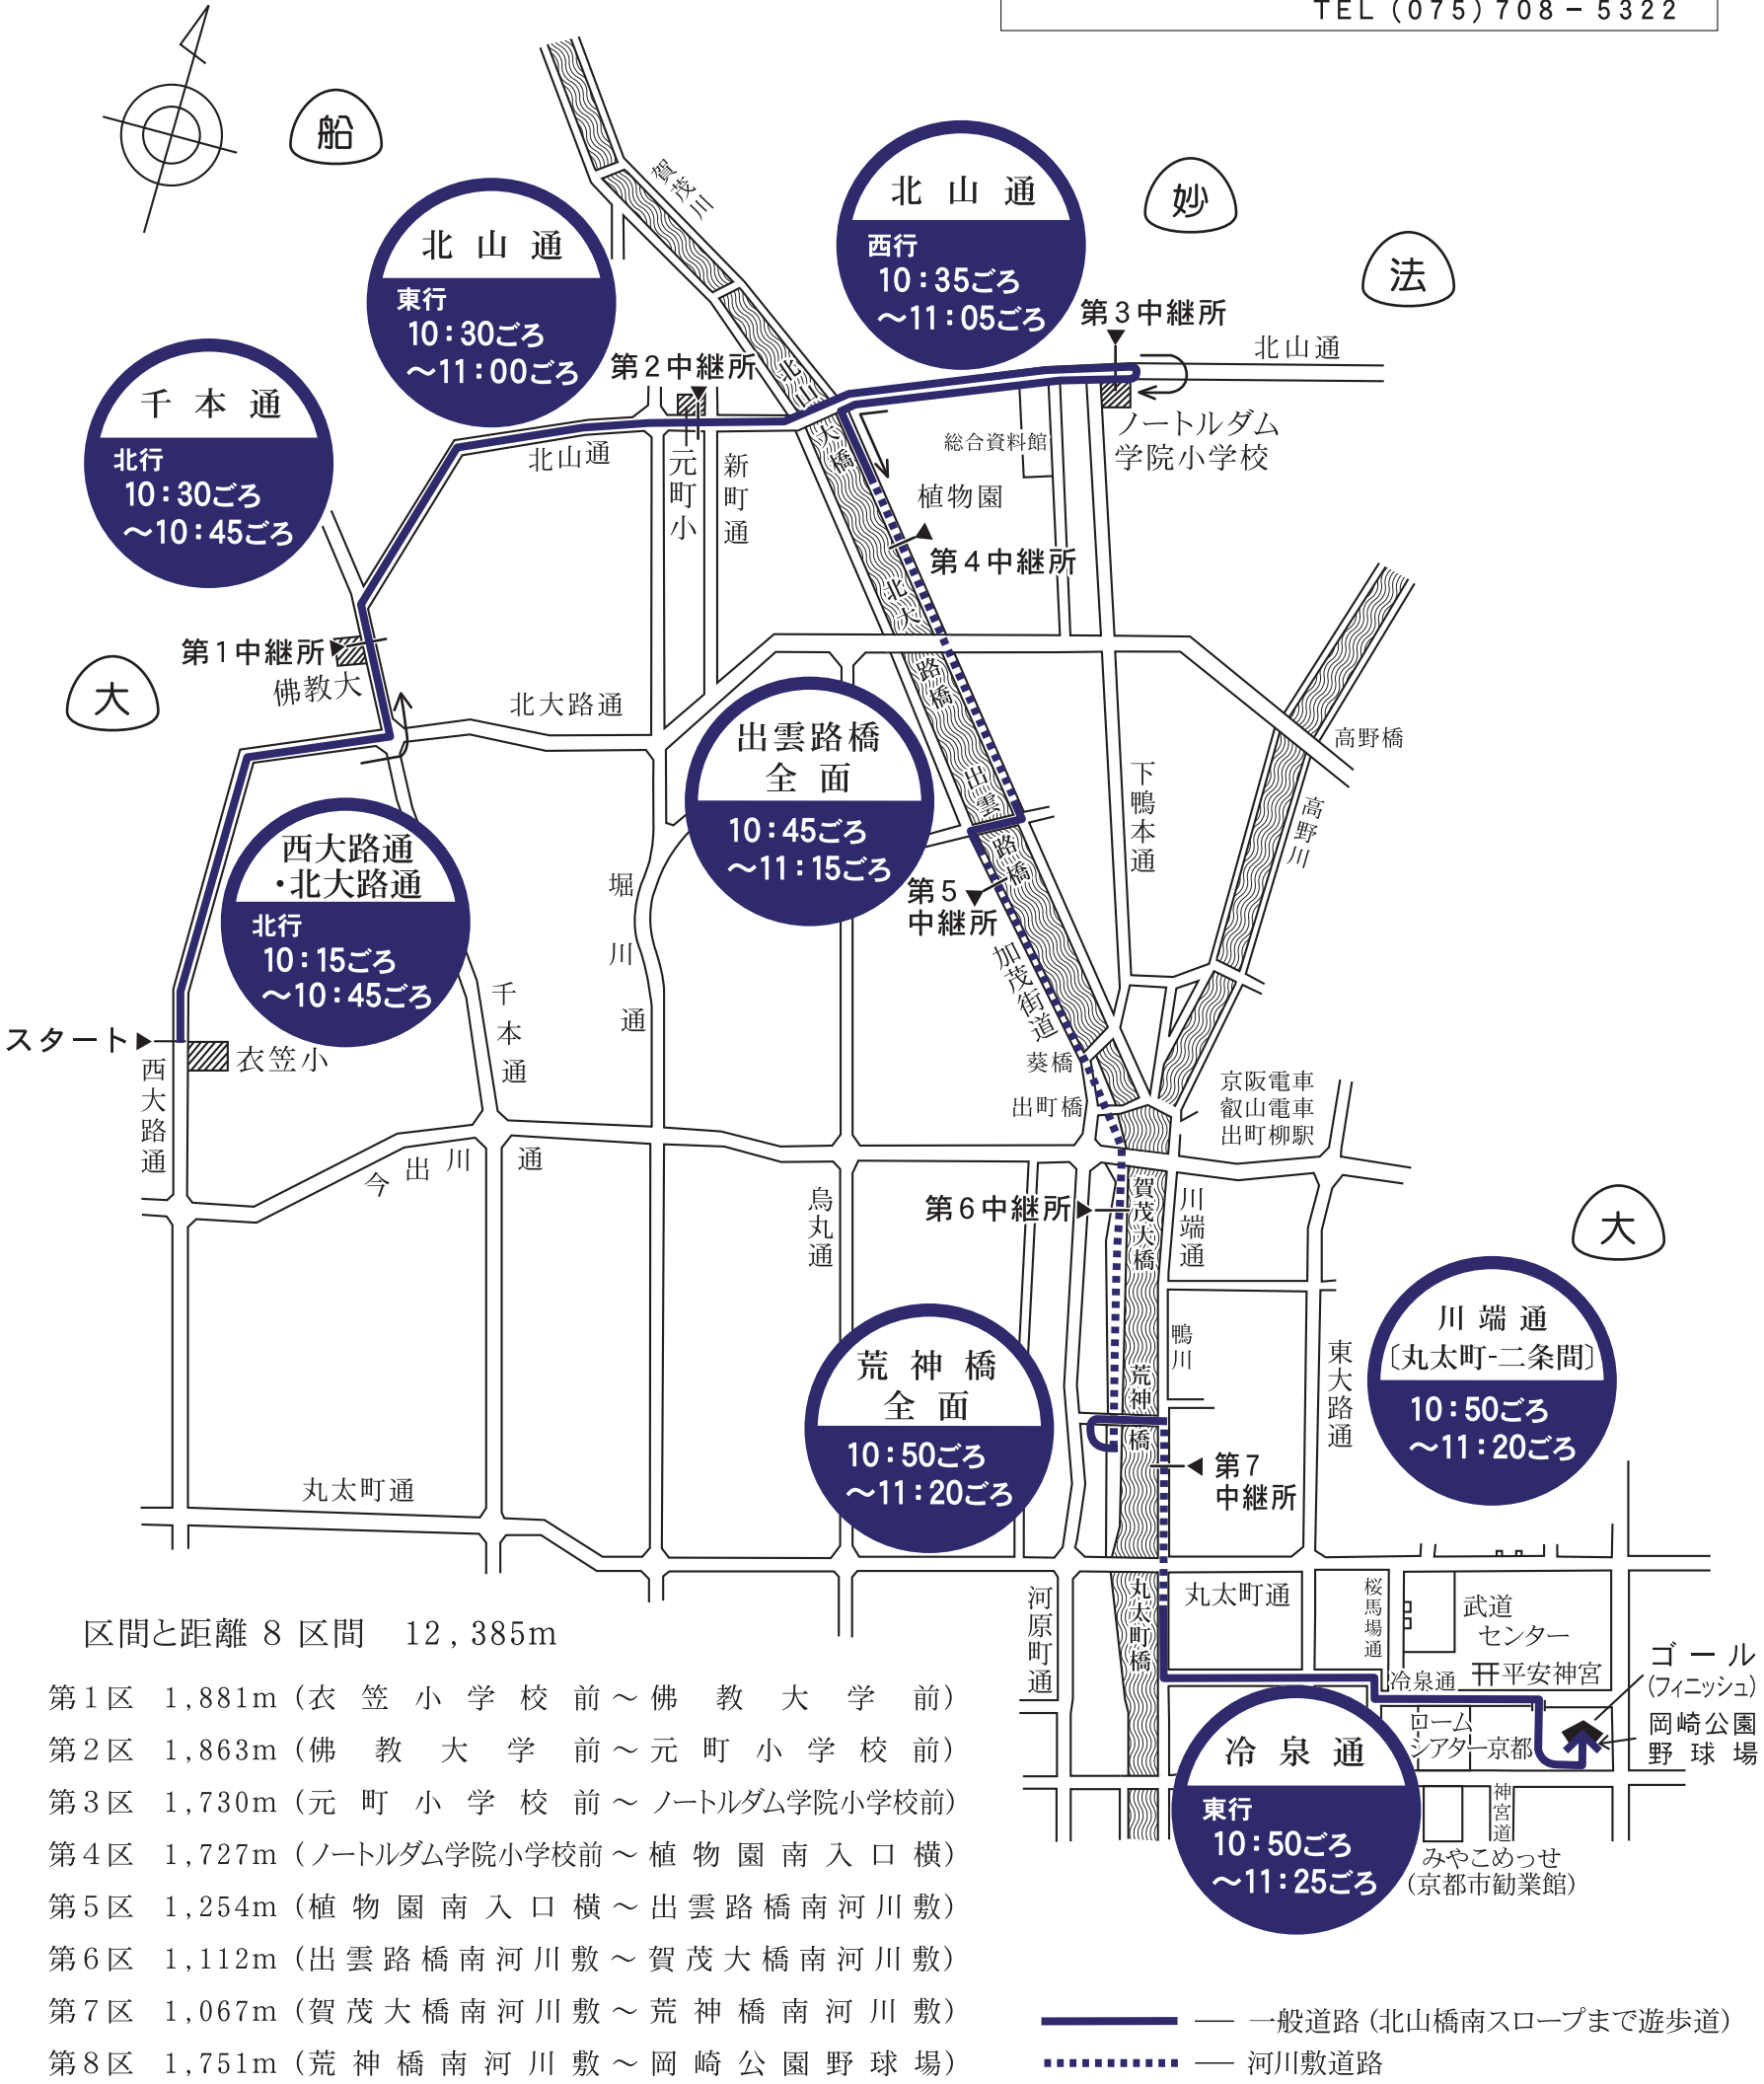 TEL (075) 708－5322
船
賀茂川
北山通
西行
10：35ごろ
～11：05ごろ
妙
法
北山通
東行
10：30ごろ
～11：00ごろ
第3中継所
北山通
第2中継所
北山大橋
千本通
北行
10：30ごろ
～10：45ごろ
ノートルダム
学院小学校
総合資料館
北山通
元町小
新町通
植物園
第4中継所
北大路橋
第1中継所
佛教大
大
北大路通
出雲路橋
全面
10：45ごろ
～11：15ごろ
高野橋
下鴨本通
高野川
出雲路橋
西大路通
・北大路通
北行
10：15ごろ
～10：45ごろ
堀川通
第5
中継所
加茂街道
千本通
スタート
衣笠小
西大路通
葵橋
出町橋
京阪電車
叡山電車
出町柳駅
今出川通
烏丸通
第6中継所
賀茂大橋
川端通
大
川端通
〔丸太町-二条間〕
10：50ごろ
～11：20ごろ
荒神橋
全面
10：50ごろ
～11：20ごろ
鴨川
荒神橋
東大路通
第7
中継所
丸太町通
丸太町橋
丸太町通
河原町通
桜馬場通
武道
センター
平安神宮
冷泉通
ゴール
(フィニッシュ)
岡崎公園
野球場
ローム
シアター京都
冷泉通
東行
10：50ごろ
～11：25ごろ
神宮道
みやこめっせ
(京都市勧業館)
区間と距離 8 区間　12,385m
第1区　1,881m (衣笠小学校前～佛教大学前)
第2区　1,863m (佛教大学前～元町小学校前)
第3区　1,730m (元町小学校前～ノートルダム学院小学校前)
第4区　1,727m (ノートルダム学院小学校前～植物園南入口横)
第5区　1,254m (植物園南入口横～出雲路橋南河川敷)
第6区　1,112m (出雲路橋南河川敷～賀茂大橋南河川敷)
第7区　1,067m (賀茂大橋南河川敷～荒神橋南河川敷)
第8区　1,751m (荒神橋南河川敷～岡崎公園野球場)
一般道路 (北山橋南スロープまで遊歩道)
河川敷道路